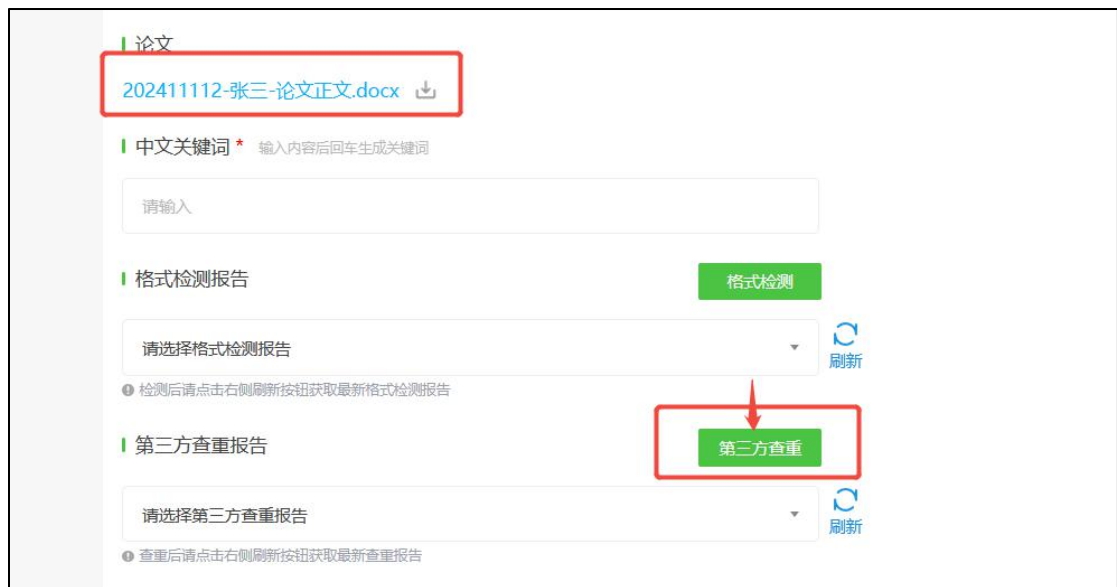 论文
202411112-张三-论文正文.docx
中文关键词 * 输入内容后回车生成关键词
请输入
格式检测报告 格式检测
请选择格式检测报告
刷新
检测后请点击右侧刷新按钮获取最新格式检测报告
第三方查重报告 第三方查重
请选择第三方查重报告
刷新
查重后请点击右侧刷新按钮获取最新查重报告